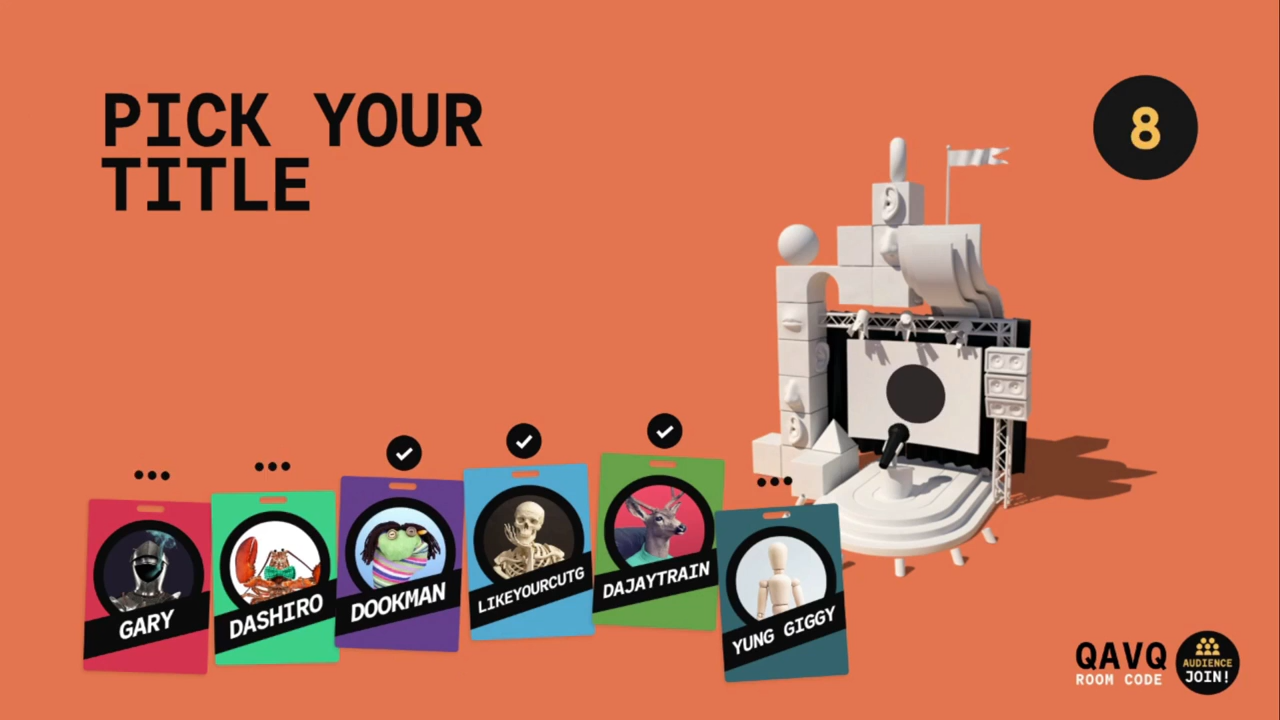 PICK YOUR
TITLE
8
GARY
DASHIRO
DOOKMAN
LIKEYOURCUTG
DAJAYTRAIN
YUNG GIGGY
QAVQ
ROOM CODE
AUDIENCE
JOIN!